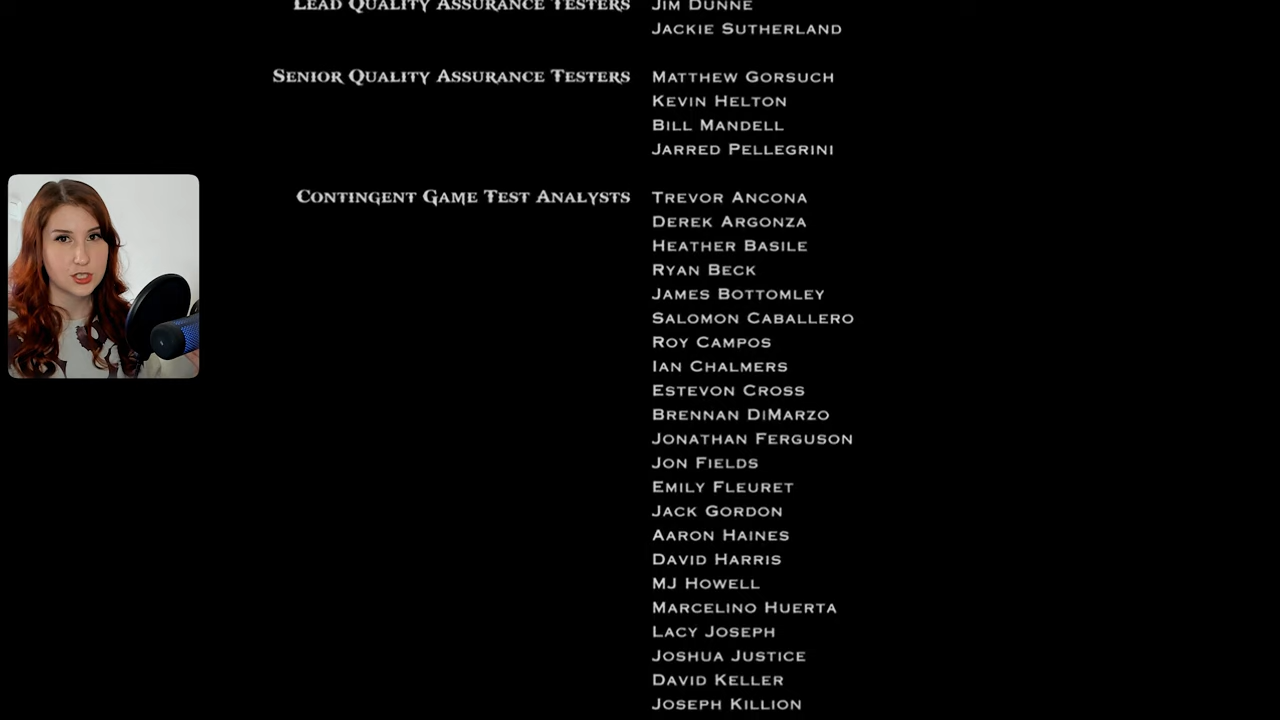 Lead Quality Assurance Testers Jim Dunne
Jackie Sutherland
Senior Quality Assurance Testers Matthew Gorsuch
Kevin Helton
Bill Mandell
Jarred Pellegrini
Contingent Game Test Analysts Trevor Ancona
Derek Argonza
Heather Basile
Ryan Beck
James Bottomley
Salomon Caballero
Roy Campos
Ian Chalmers
Estevon Cross
Brennan DiMarzo
Jonathan Ferguson
Jon Fields
Emily Fleuret
Jack Gordon
Aaron Haines
David Harris
MJ Howell
Marcelino Huerta
Lacy Joseph
Joshua Justice
David Keller
Joseph Killion